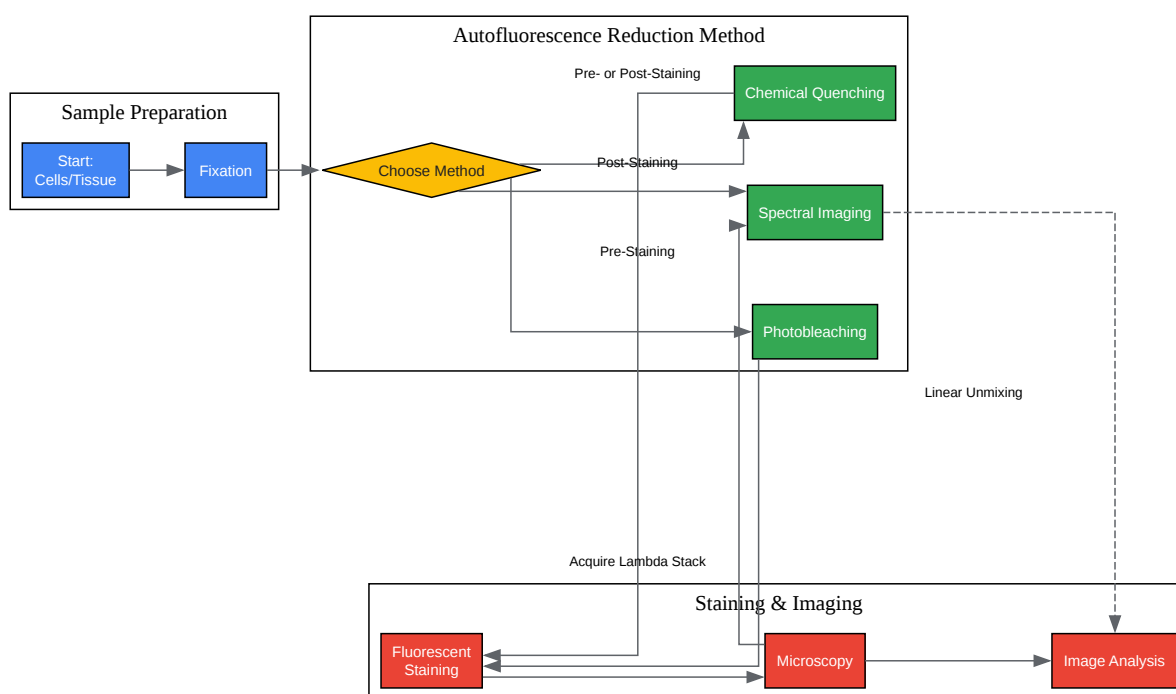 Autofluorescence Reduction Method
Pre- or Post-Staining
Chemical Quenching
Sample Preparation
Start:
Cells/Tissue
Fixation
Choose Method
Post-Staining
Spectral Imaging
Pre-Staining
Photobleaching
Linear Unmixing
Acquire Lambda Stack
Staining & Imaging
Fluorescent
Staining
Microscopy
Image Analysis